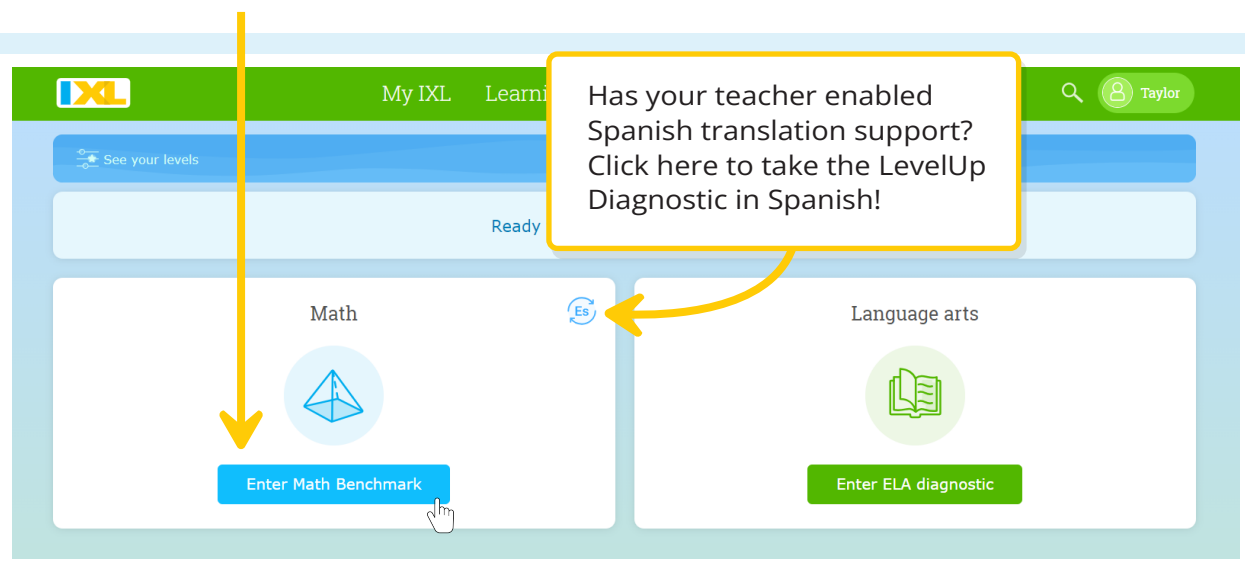 IXL
My IXL
Has your teacher enabled
Spanish translation support?
Click here to take the LevelUp
Diagnostic in Spanish!
Taylor
See your levels
Ready
Math
Es
Language arts
Enter Math Benchmark
Enter ELA diagnostic